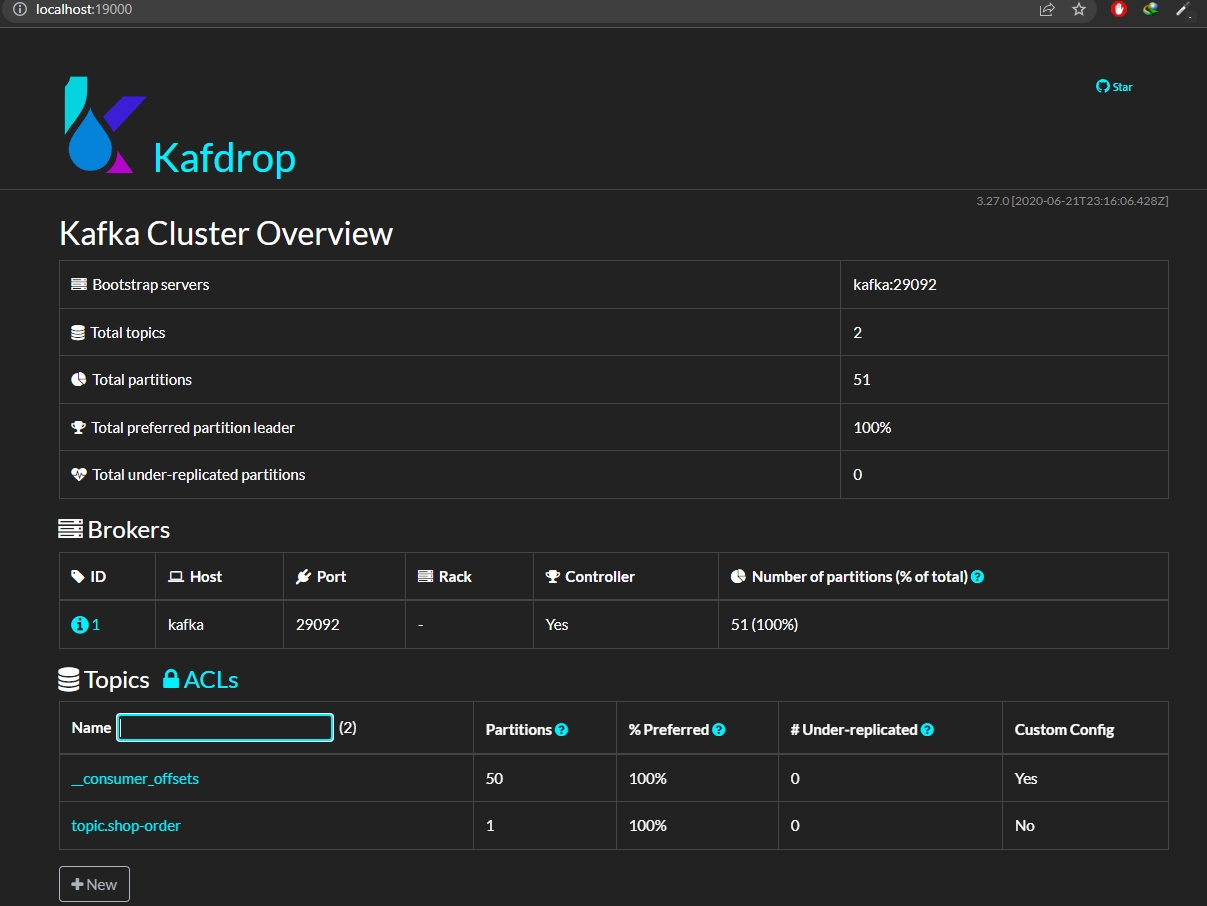 localhost:19000
Star
Kafdrop
3.27.0 [2020-06-21T23:16:06.428Z]
Kafka Cluster Overview
Bootstrap servers kafka:29092
Total topics 2
Total partitions 51
Total preferred partition leader 100%
Total under-replicated partitions 0
Brokers
ID Host Port Rack Controller Number of partitions (% of total)
1 kafka 29092 - Yes 51 (100%)
Topics ACLs
Name (2) Partitions % Preferred # Under-replicated Custom Config
__consumer_offsets 50 100% 0 Yes
topic.shop-order 1 100% 0 No
New